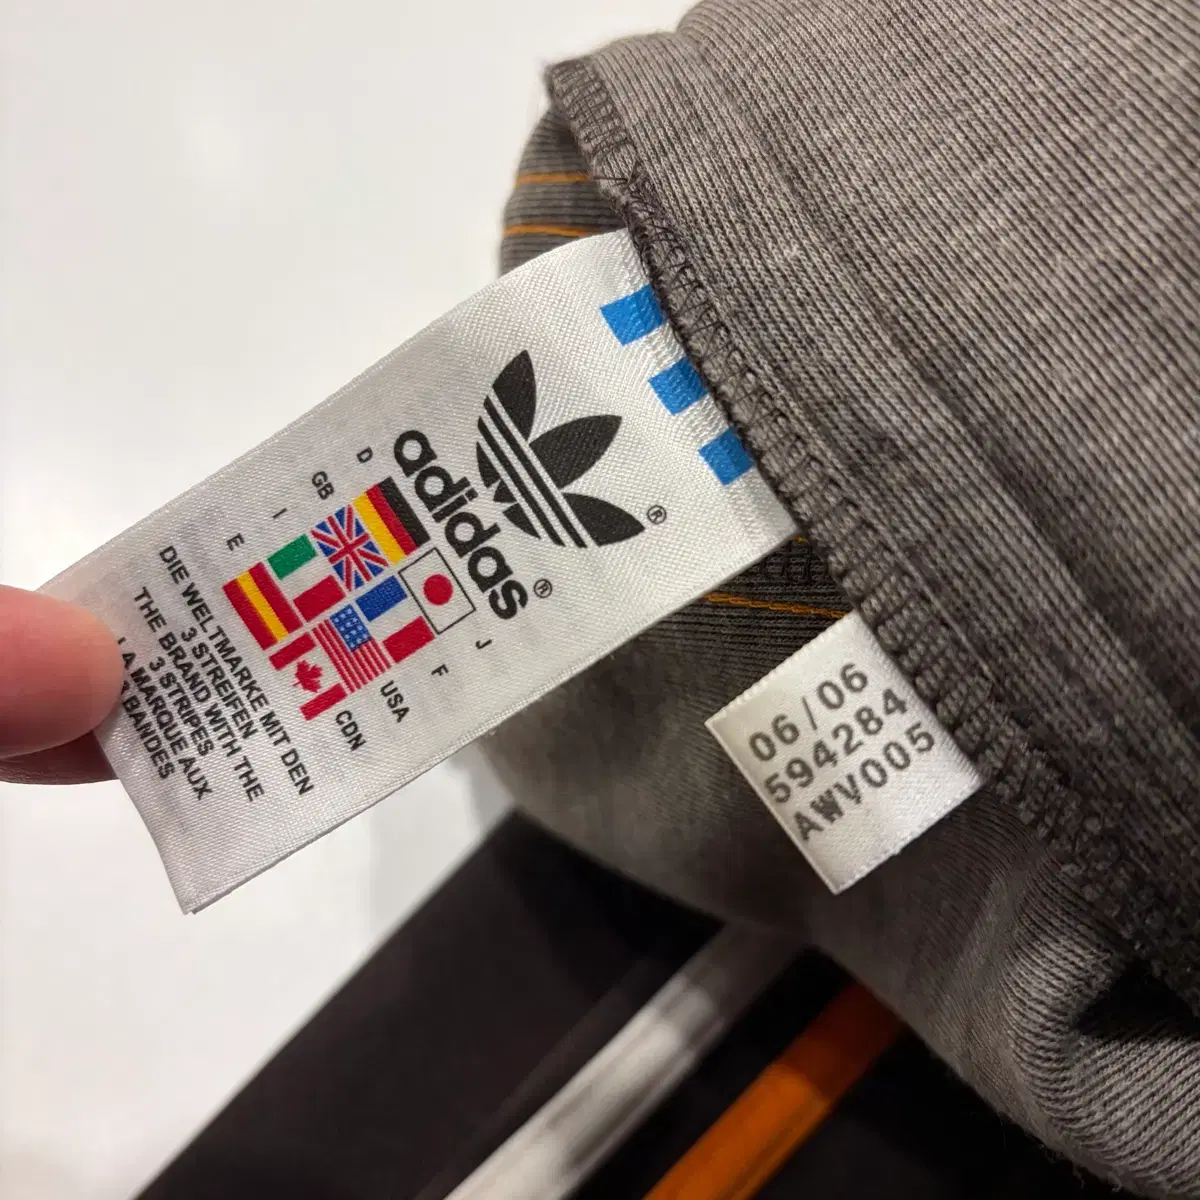 ®
adidas®
D
GB
I
E
J
F
USA
CDN
DIE WELTMARKE MIT DEN
3 STREIFEN
THE BRAND WITH THE
3 STRIPES
LA MARQUE AUX
BANDES
06/06
594284
AWV005